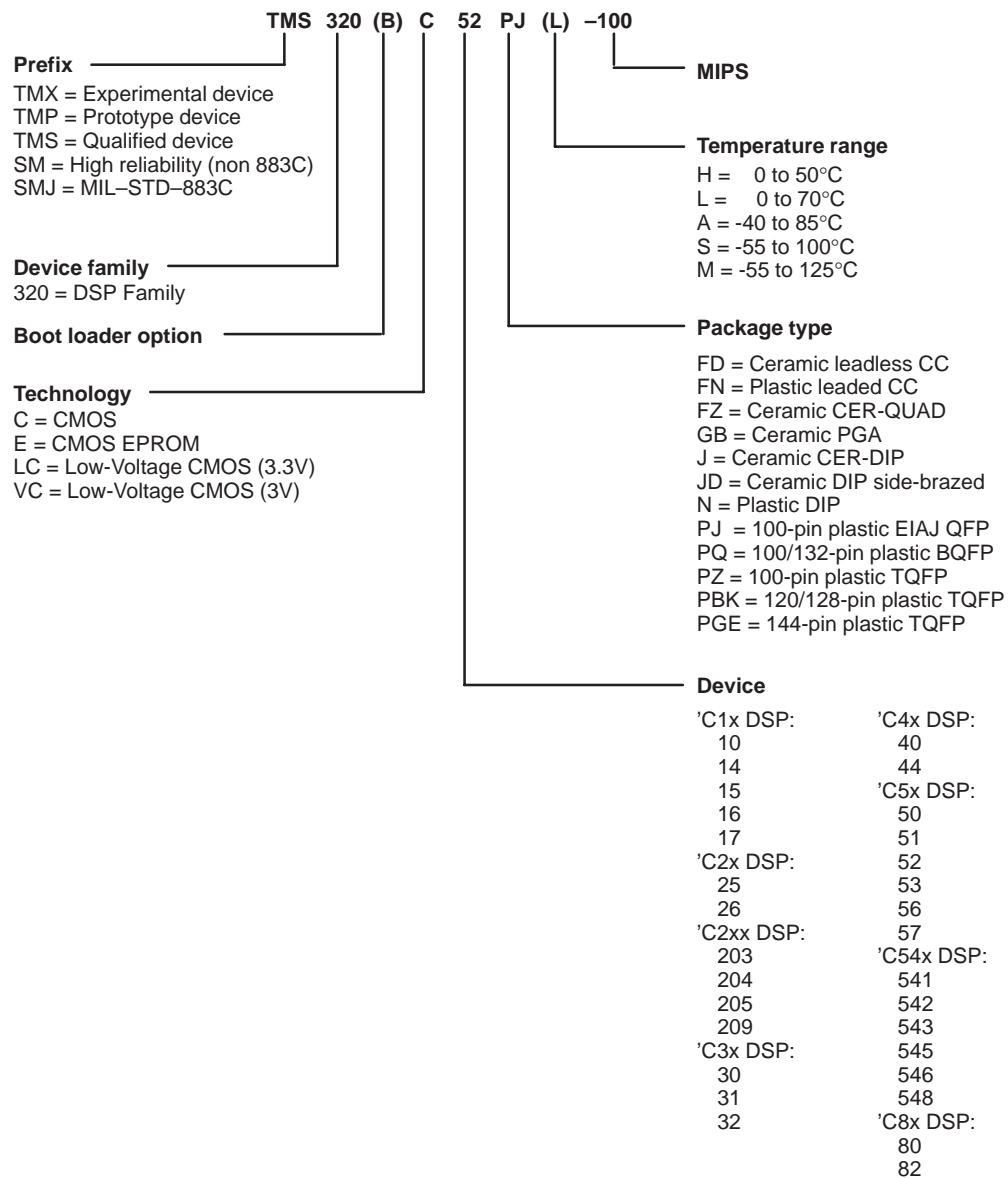 TMS 320 (B) C 52 PJ (L) –100
Prefix
TMX = Experimental device
TMP = Prototype device
TMS = Qualified device
SM = High reliability (non 883C)
SMJ = MIL–STD–883C
Device family
320 = DSP Family
Boot loader option
Technology
C = CMOS
E = CMOS EPROM
LC = Low-Voltage CMOS (3.3V)
VC = Low-Voltage CMOS (3V)
MIPS
Temperature range
H = 0 to 50°C
L = 0 to 70°C
A = -40 to 85°C
S = -55 to 100°C
M = -55 to 125°C
Package type
FD = Ceramic leadless CC
FN = Plastic leaded CC
FZ = Ceramic CER-QUAD
GB = Ceramic PGA
J = Ceramic CER-DIP
JD = Ceramic DIP side-brazed
N = Plastic DIP
PJ = 100-pin plastic EIAJ QFP
PQ = 100/132-pin plastic BQFP
PZ = 100-pin plastic TQFP
PBK = 120/128-pin plastic TQFP
PGE = 144-pin plastic TQFP
Device
’C1x DSP:
10
14
15
16
17
’C2x DSP:
25
26
’C2xx DSP:
203
204
205
209
’C3x DSP:
30
31
32
’C4x DSP:
40
44
’C5x DSP:
50
51
52
53
56
57
’C54x DSP:
541
542
543
545
546
548
’C8x DSP:
80
82